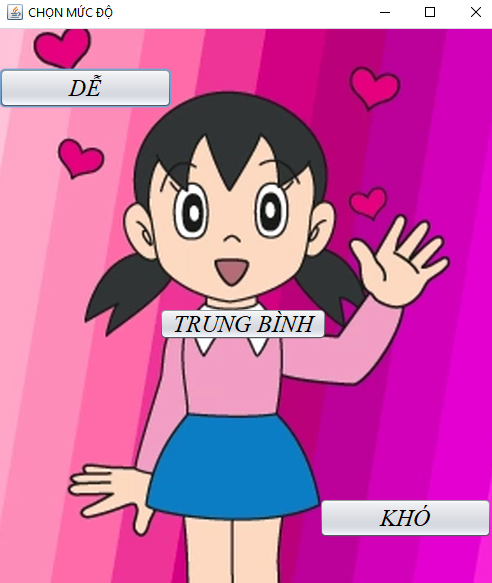 CHỌN MỨC ĐỘ
DỄ
TRUNG BÌNH
KHÓ